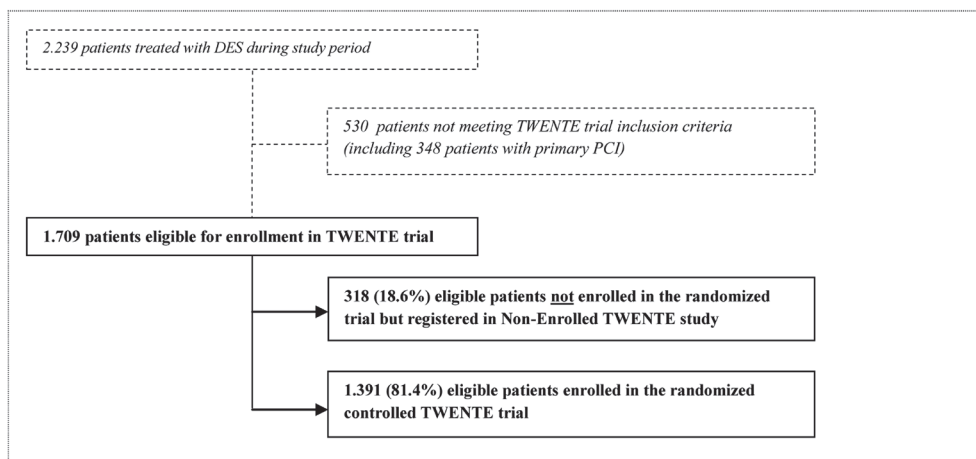 2.239 patients treated with DES during study period
530 patients not meeting TWENTE trial inclusion criteria
(including 348 patients with primary PCI)
1.709 patients eligible for enrollment in TWENTE trial
318 (18.6%) eligible patients not enrolled in the randomized
trial but registered in Non-Enrolled TWENTE study
1.391 (81.4%) eligible patients enrolled in the randomized
controlled TWENTE trial